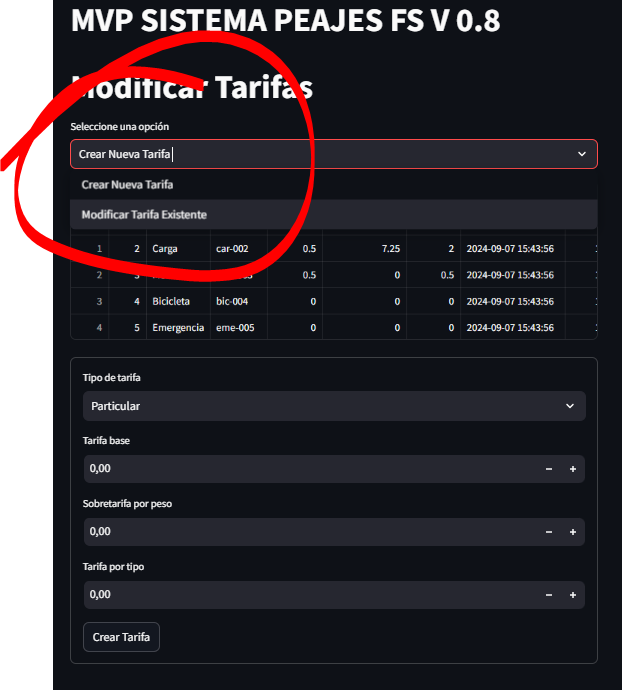 MVP SISTEMA PEAJES FS V 0.8
Modificar Tarifas
Seleccione una opción
Crear Nueva Tarifa
Crear Nueva Tarifa
Modificar Tarifa Existente
1 2 Carga car-002 0.5 7.25 2 2024-09-07 15:43:56
2 3 0.5 0 0.5 2024-09-07 15:43:56
3 4 Bicicleta bic-004 0 0 0 2024-09-07 15:43:56
4 5 Emergencia eme-005 0 0 0 2024-09-07 15:43:56
Tipo de tarifa
Particular
Tarifa base
0,00
Sobretarifa por peso
0,00
Tarifa por tipo
0,00
Crear Tarifa